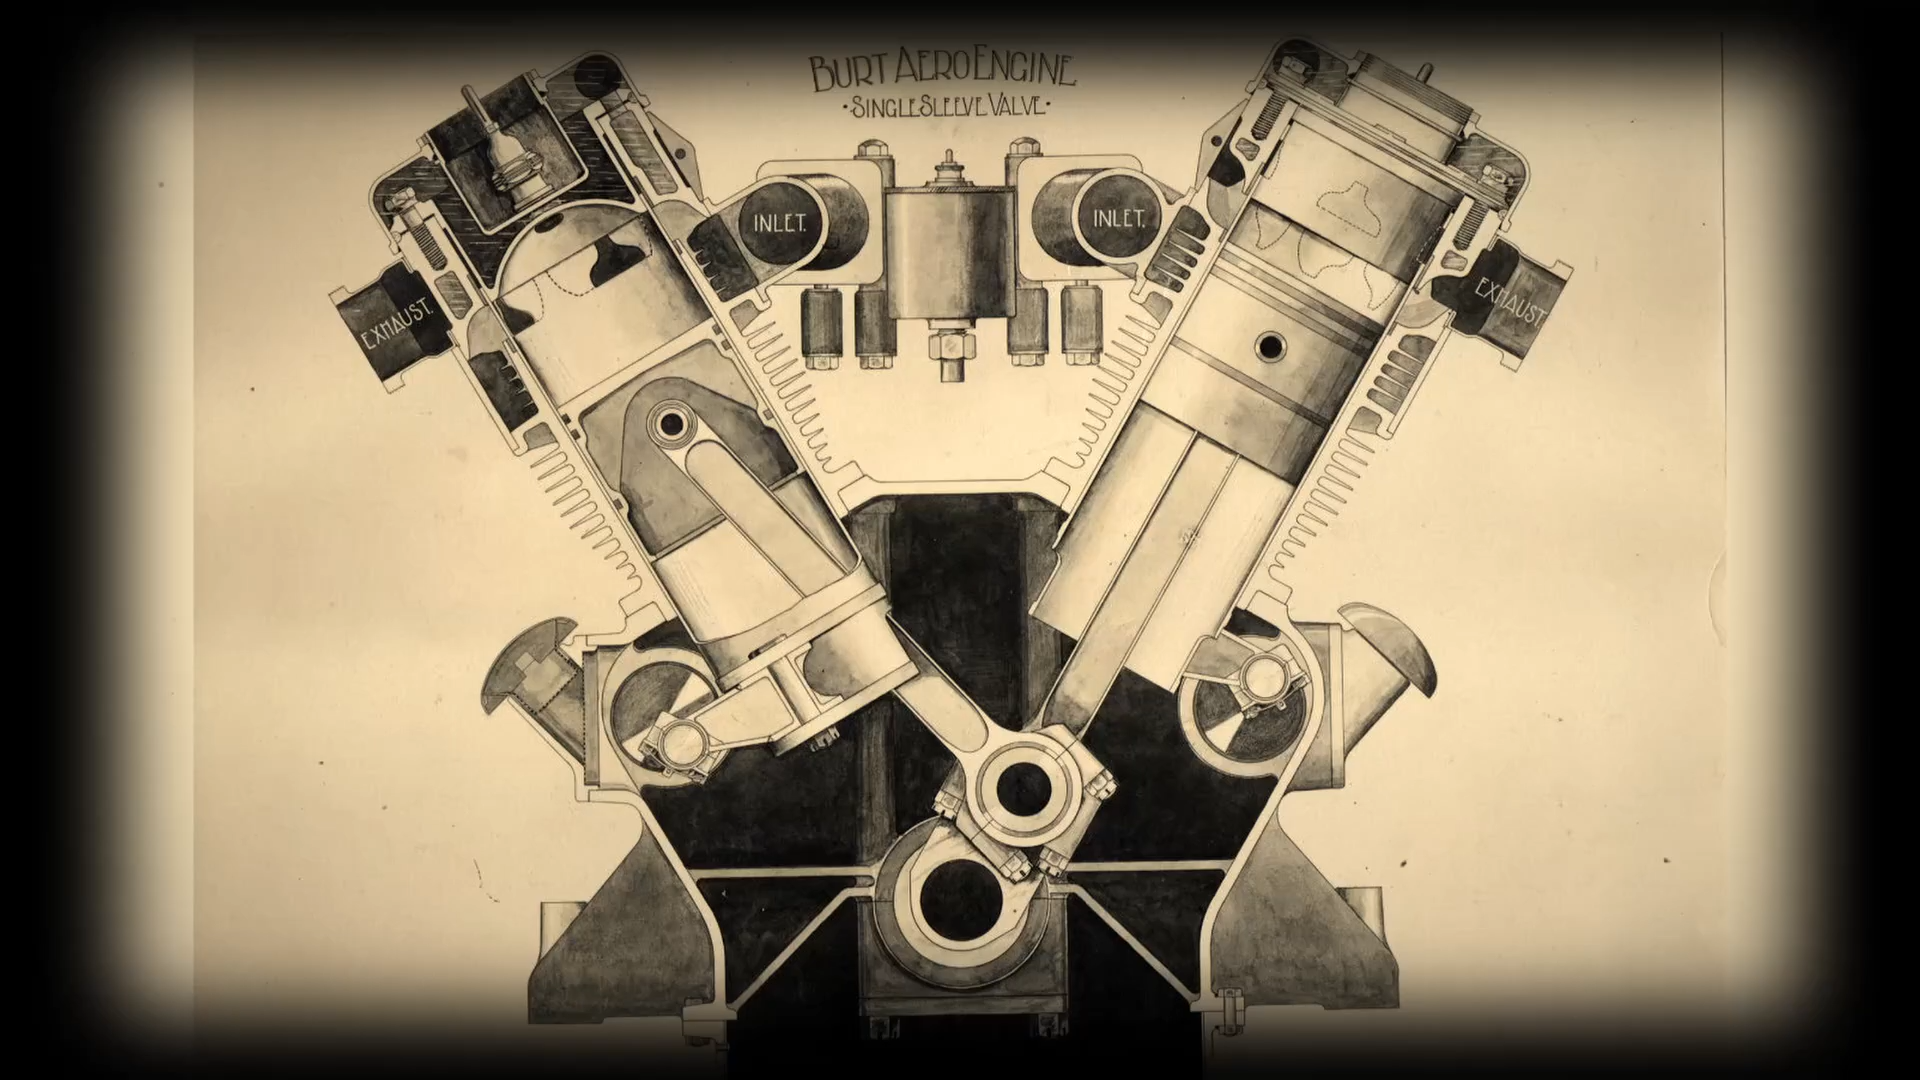 BURT AERO ENGINE
·SINGLE SLEEVE VALVE·
INLET.
INLET.
EXHAUST.
EXHAUST.